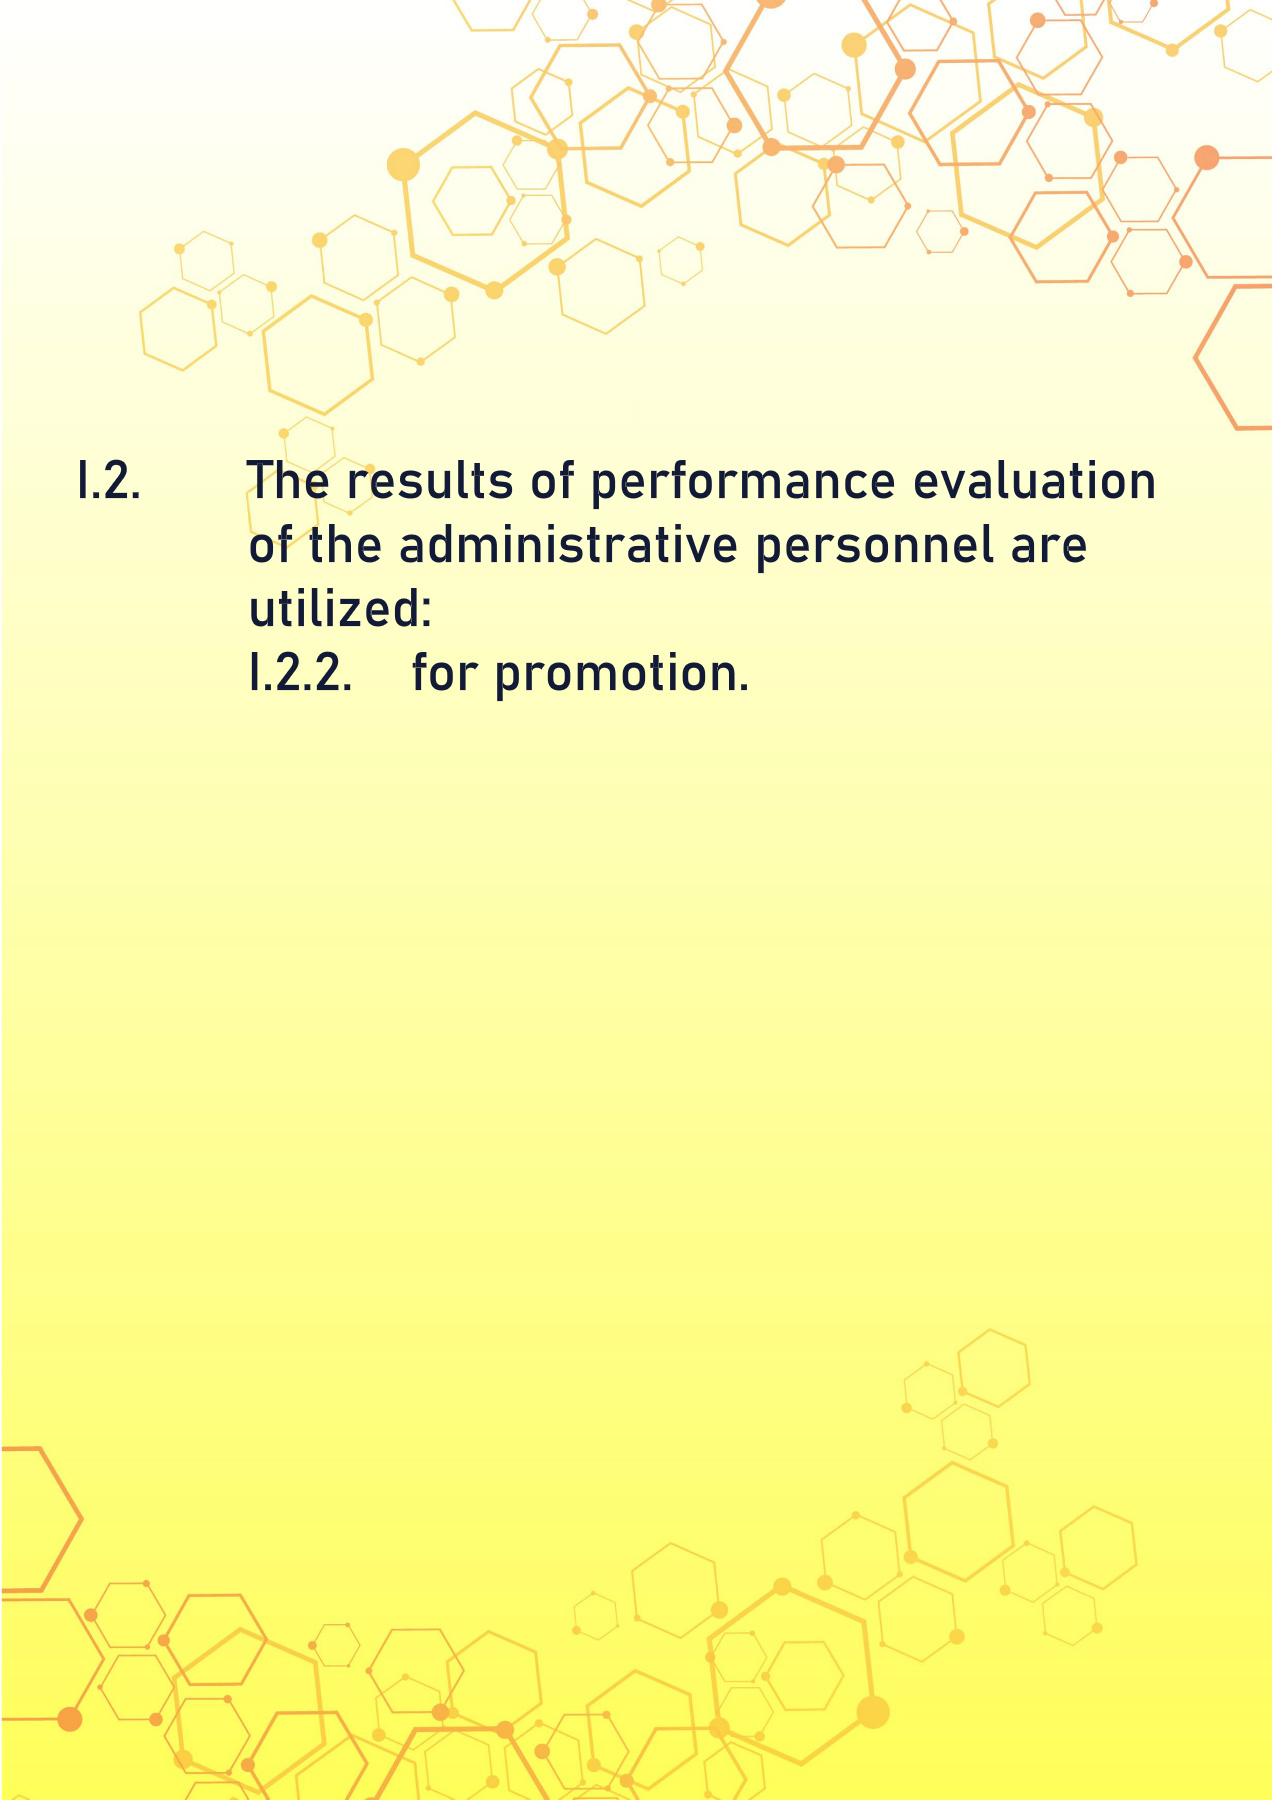 I.2. The results of performance evaluation
of the administrative personnel are
utilized:
I.2.2. for promotion.